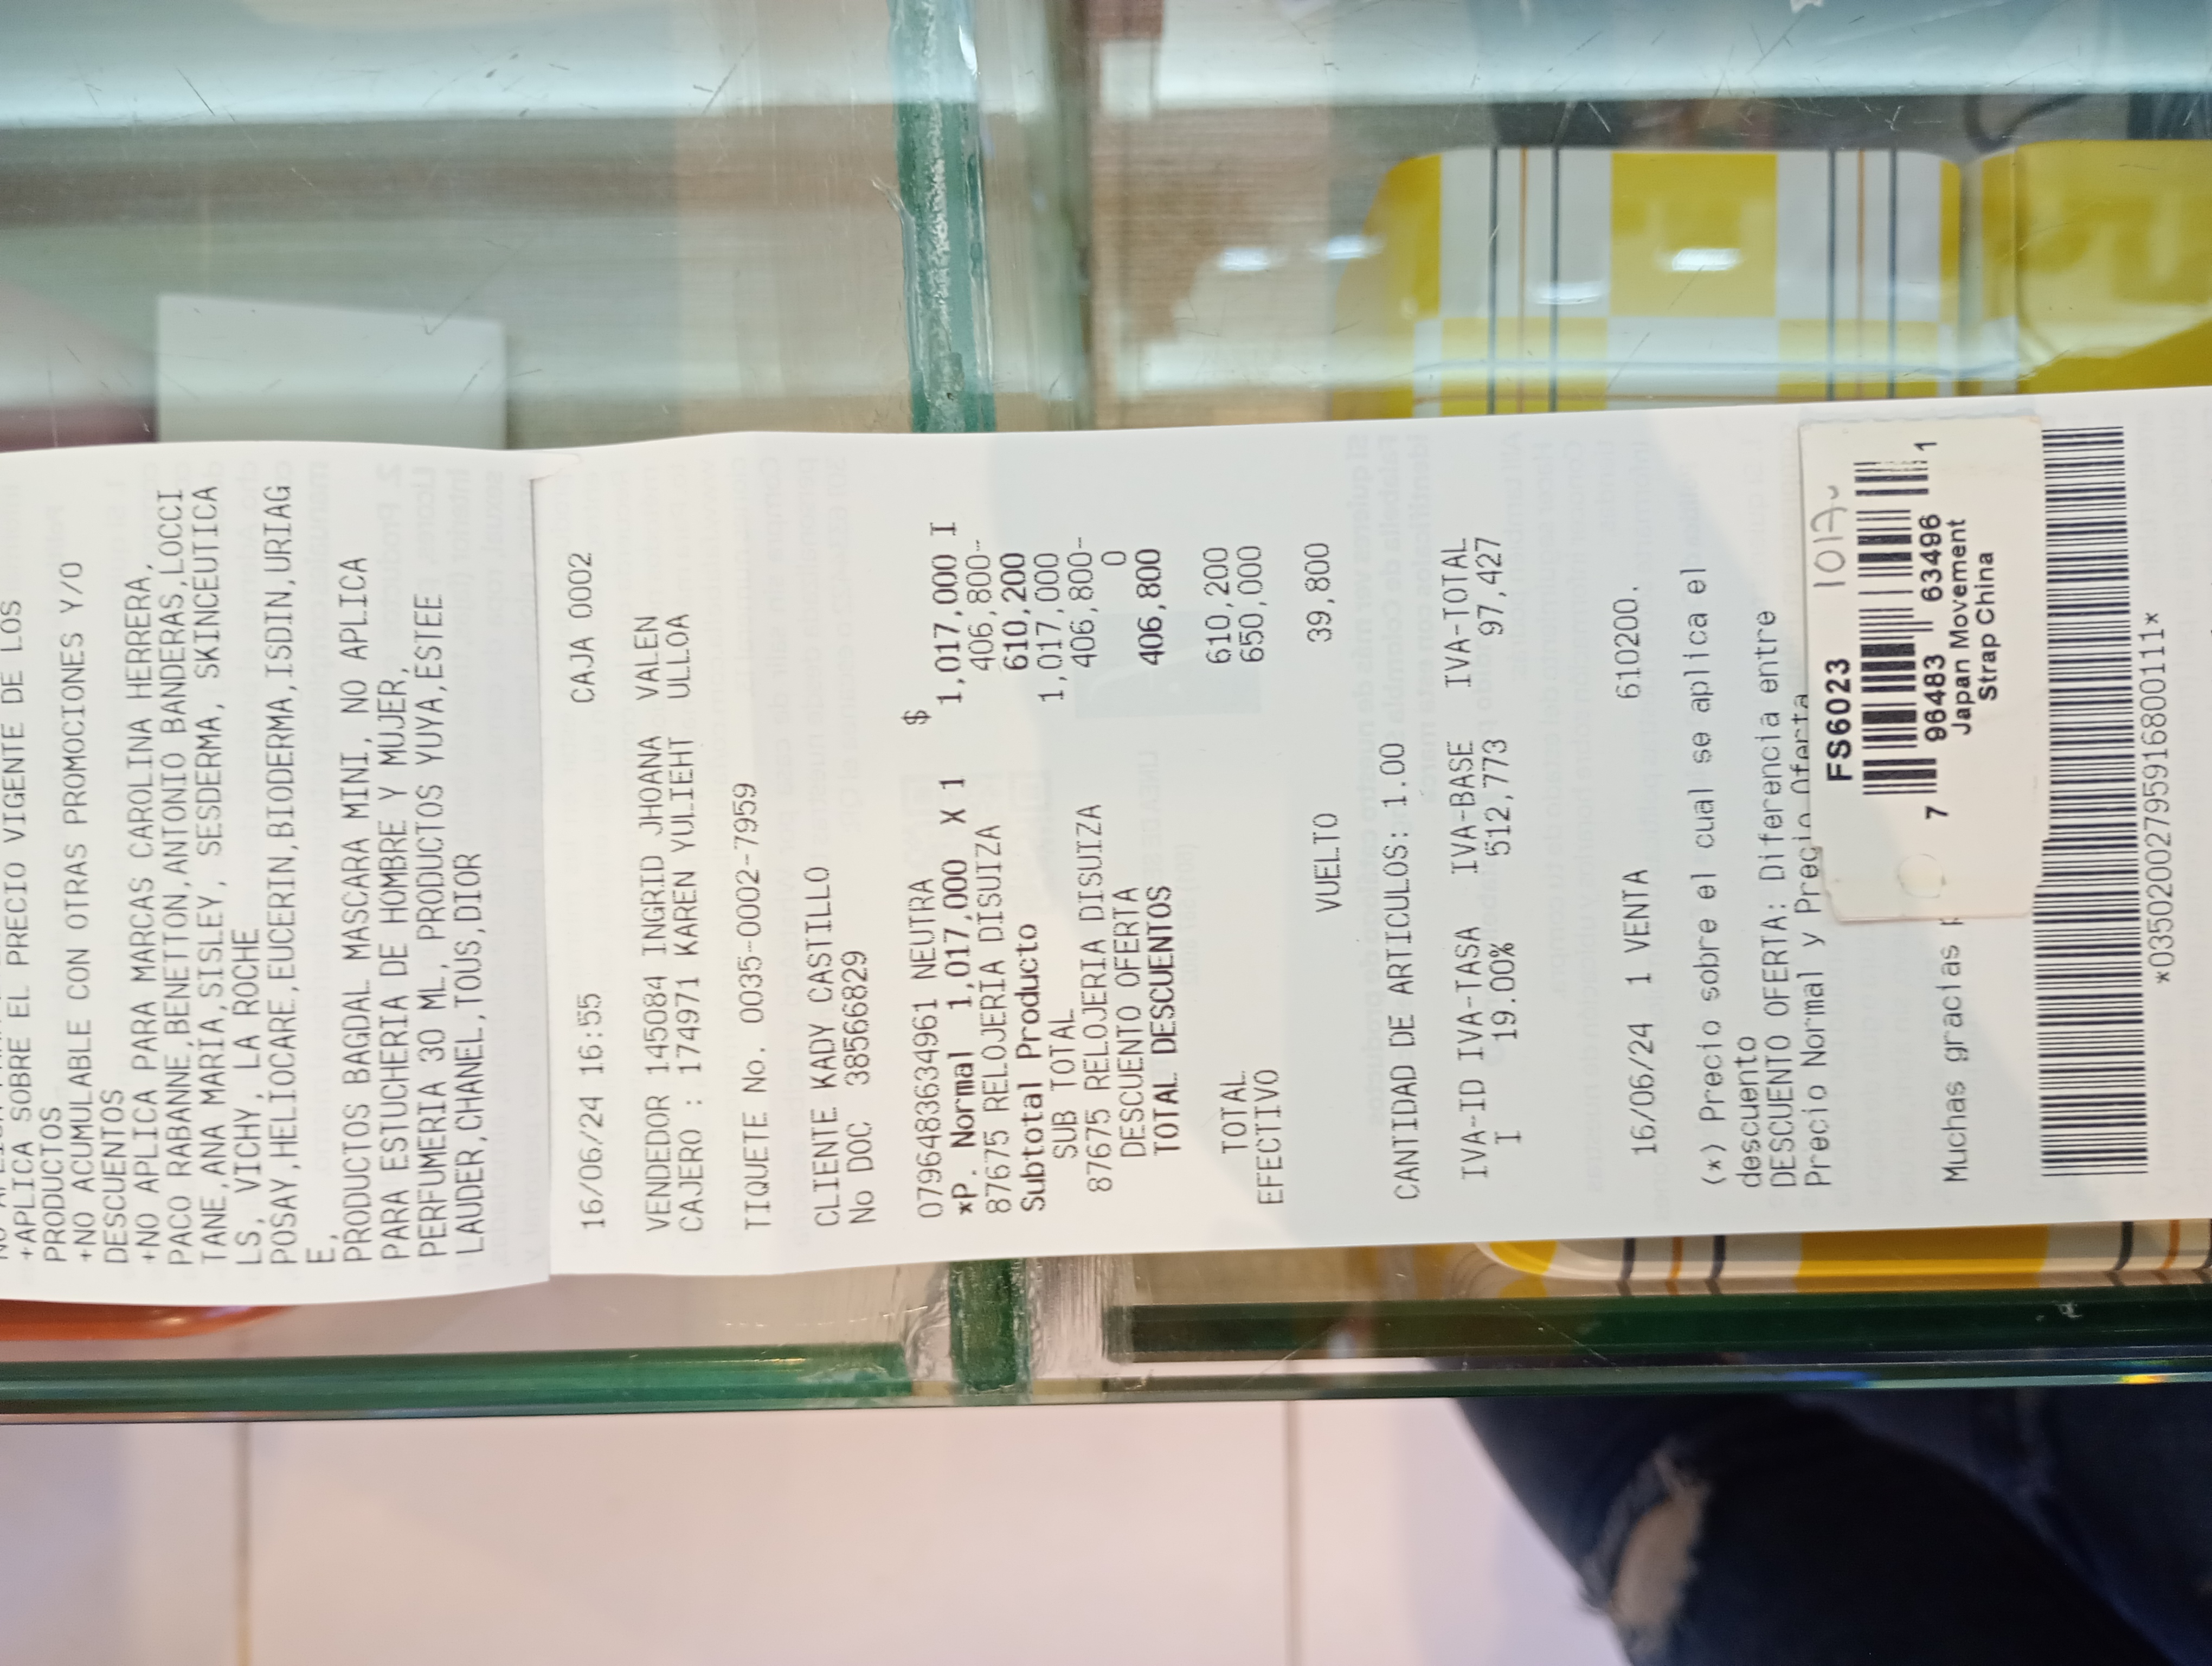 +APLICA SOBRE EL PRECIO VIGENTE DE LOS
PRODUCTOS
+NO ACUMULABLE CON OTRAS PROMOCIONES Y/O
DESCUENTOS
+NO APLICA PARA MARCAS CAROLINA HERRERA,
PACO RABANNE,BENETTON,ANTONIO BANDERAS,LOCCI
TANE,ANA MARIA,SISLEY, SESDERMA, SKINCEUTICA
LS, VICHY, LA ROCHE
POSAY,HELIOCARE,EUCERIN,BIODERMA,ISDIN,URIAG
E,
PRODUCTOS BAGDAL MASCARA MINI, NO APLICA
PARA ESTUCHERIA DE HOMBRE Y MUJER,
PERFUMERIA 30 ML, PRODUCTOS YUYA,ESTEE
LAUDER,CHANEL,TOUS,DIOR
16/06/24 16:55 CAJA 0002
VENDEDOR 145084 INGRID JHOANA VALEN
CAJERO : 174971 KAREN YULIEHT ULLOA
TIQUETE No. 0035-0002-7959
CLIENTE KADY CASTILLO
No DOC 38566829
$
0796483634961 NEUTRA
*P. Normal 1,017,000 X 1 1,017,000 I
87675 RELOJERIA DISUIZA 406,800-
Subtotal Producto 610,200
SUB TOTAL 1,017,000
87675 RELOJERIA DISUIZA 406,800-
DESCUENTO OFERTA 0
TOTAL DESCUENTOS 406,800
TOTAL 610,200
EFECTIVO 650,000
VUELTO 39,800
CANTIDAD DE ARTICULOS: 1.00
IVA-ID IVA-TASA IVA-BASE IVA-TOTAL
I 19.00% 512,773 97,427
16/06/24 1 VENTA 610200.
(*) Precio sobre el cual se aplica el
descuento
DESCUENTO OFERTA: Diferencia entre
Precio Normal y Precio Oferta
Muchas gracias
FS6023
7 96483 63496 1
Japan Movement
Strap China
*035020027959168001​11*